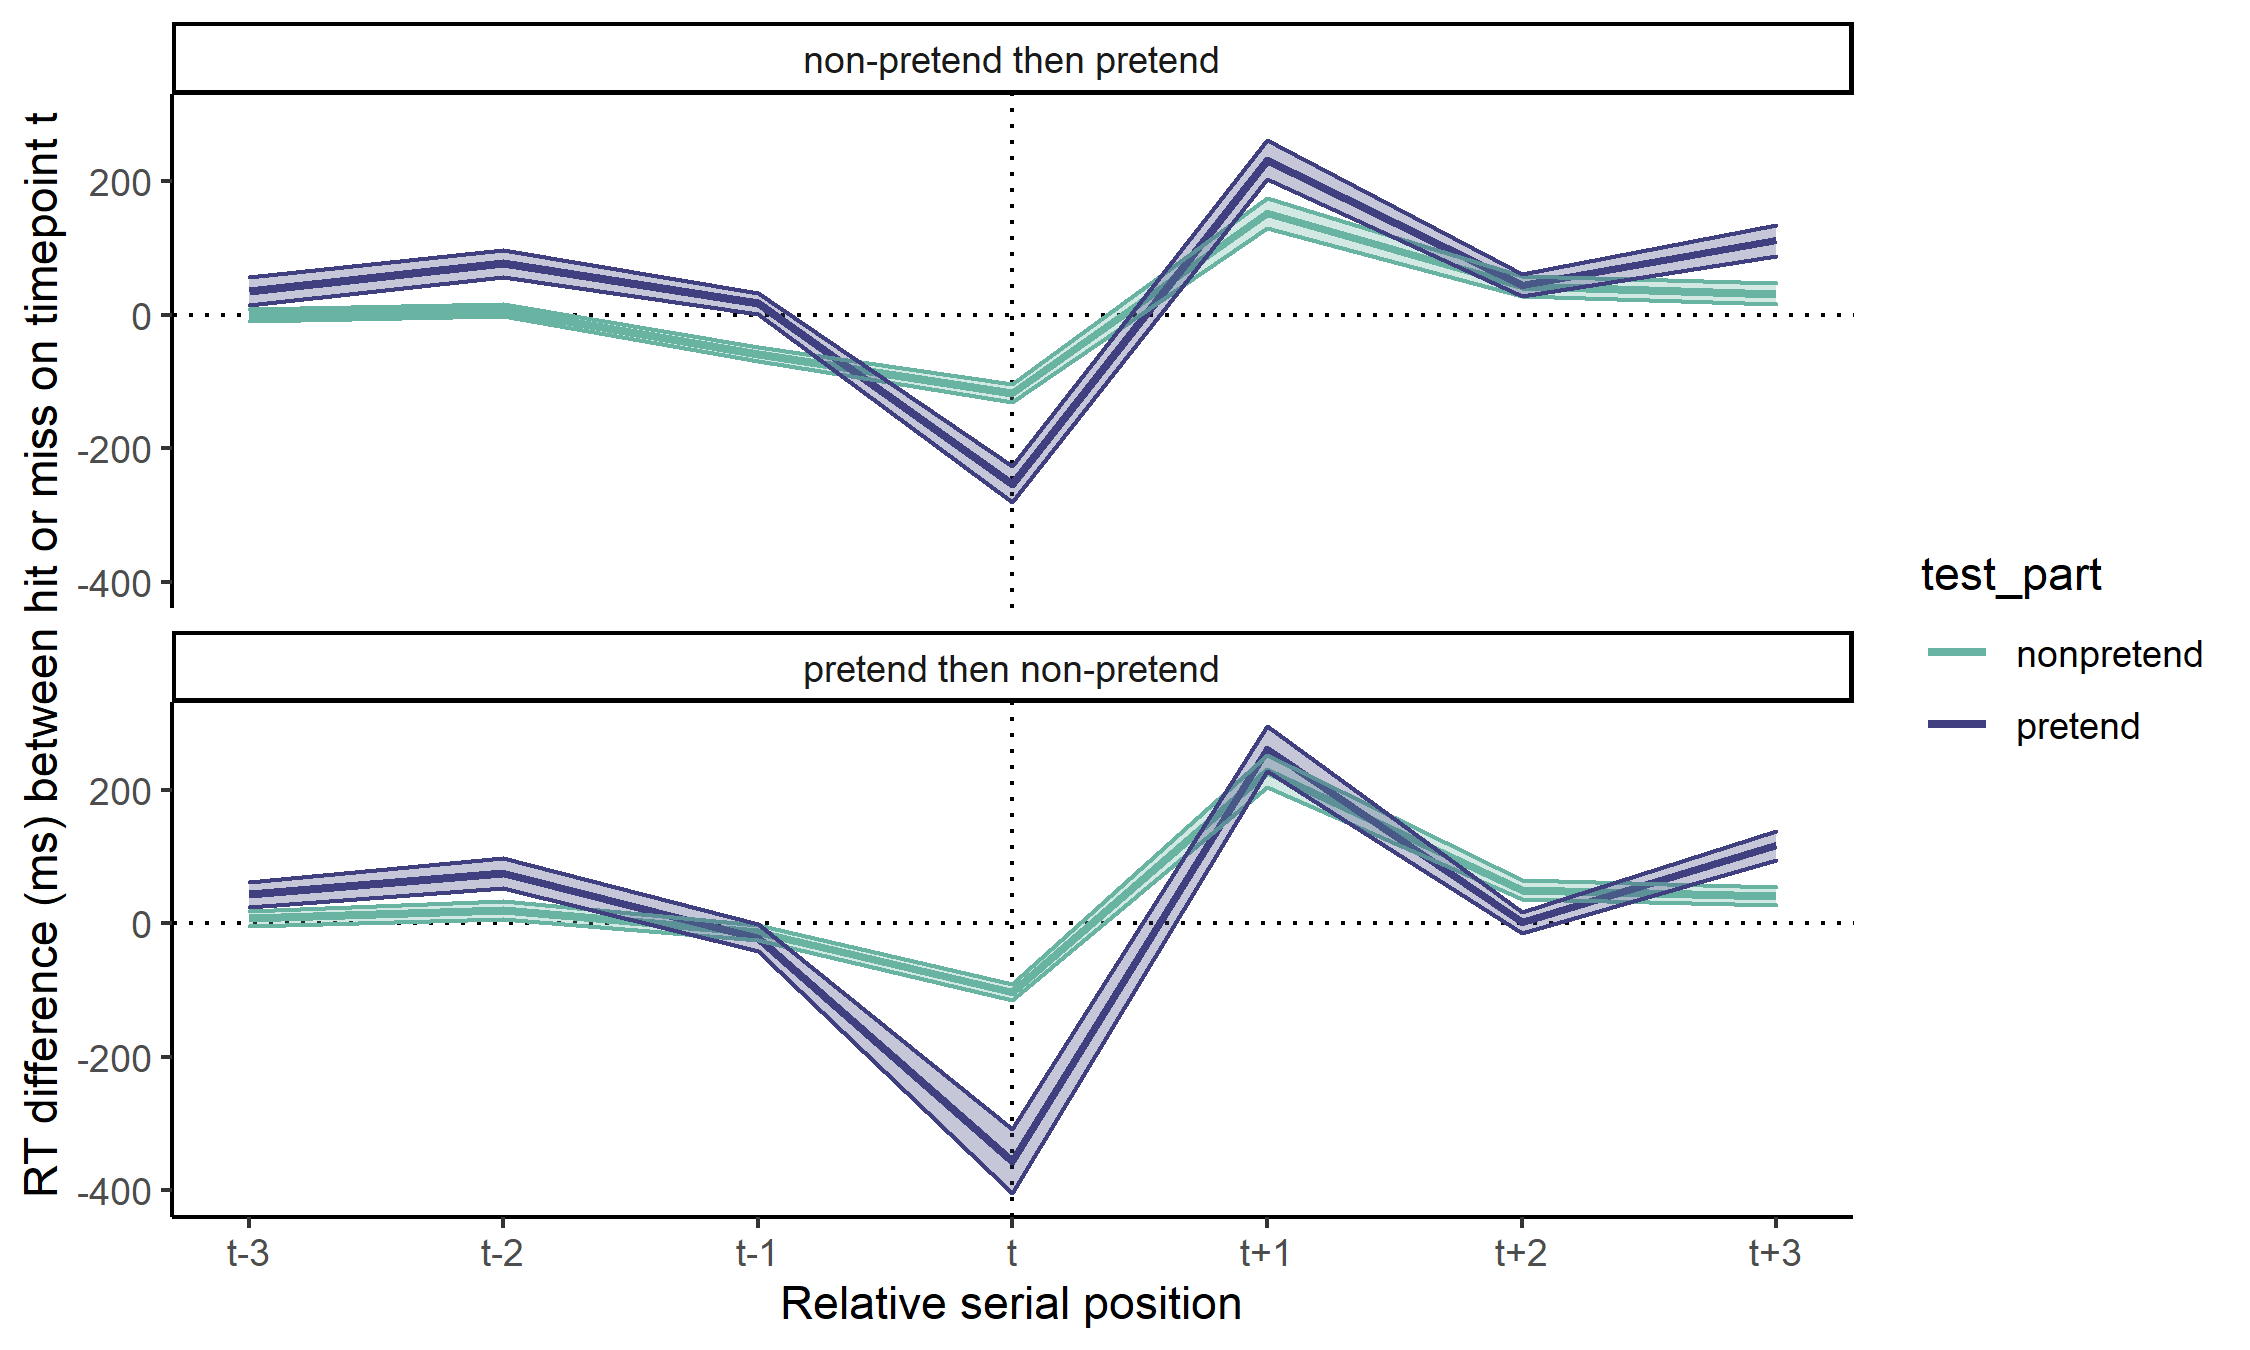 non-pretend then pretend
RT difference (ms) between hit or miss on timepoint t
200
0
-200
-400
pretend then non-pretend
200
0
-200
-400
t-3
t-2
t-1
t
t+1
t+2
t+3
Relative serial position
test_part
nonpretend
pretend